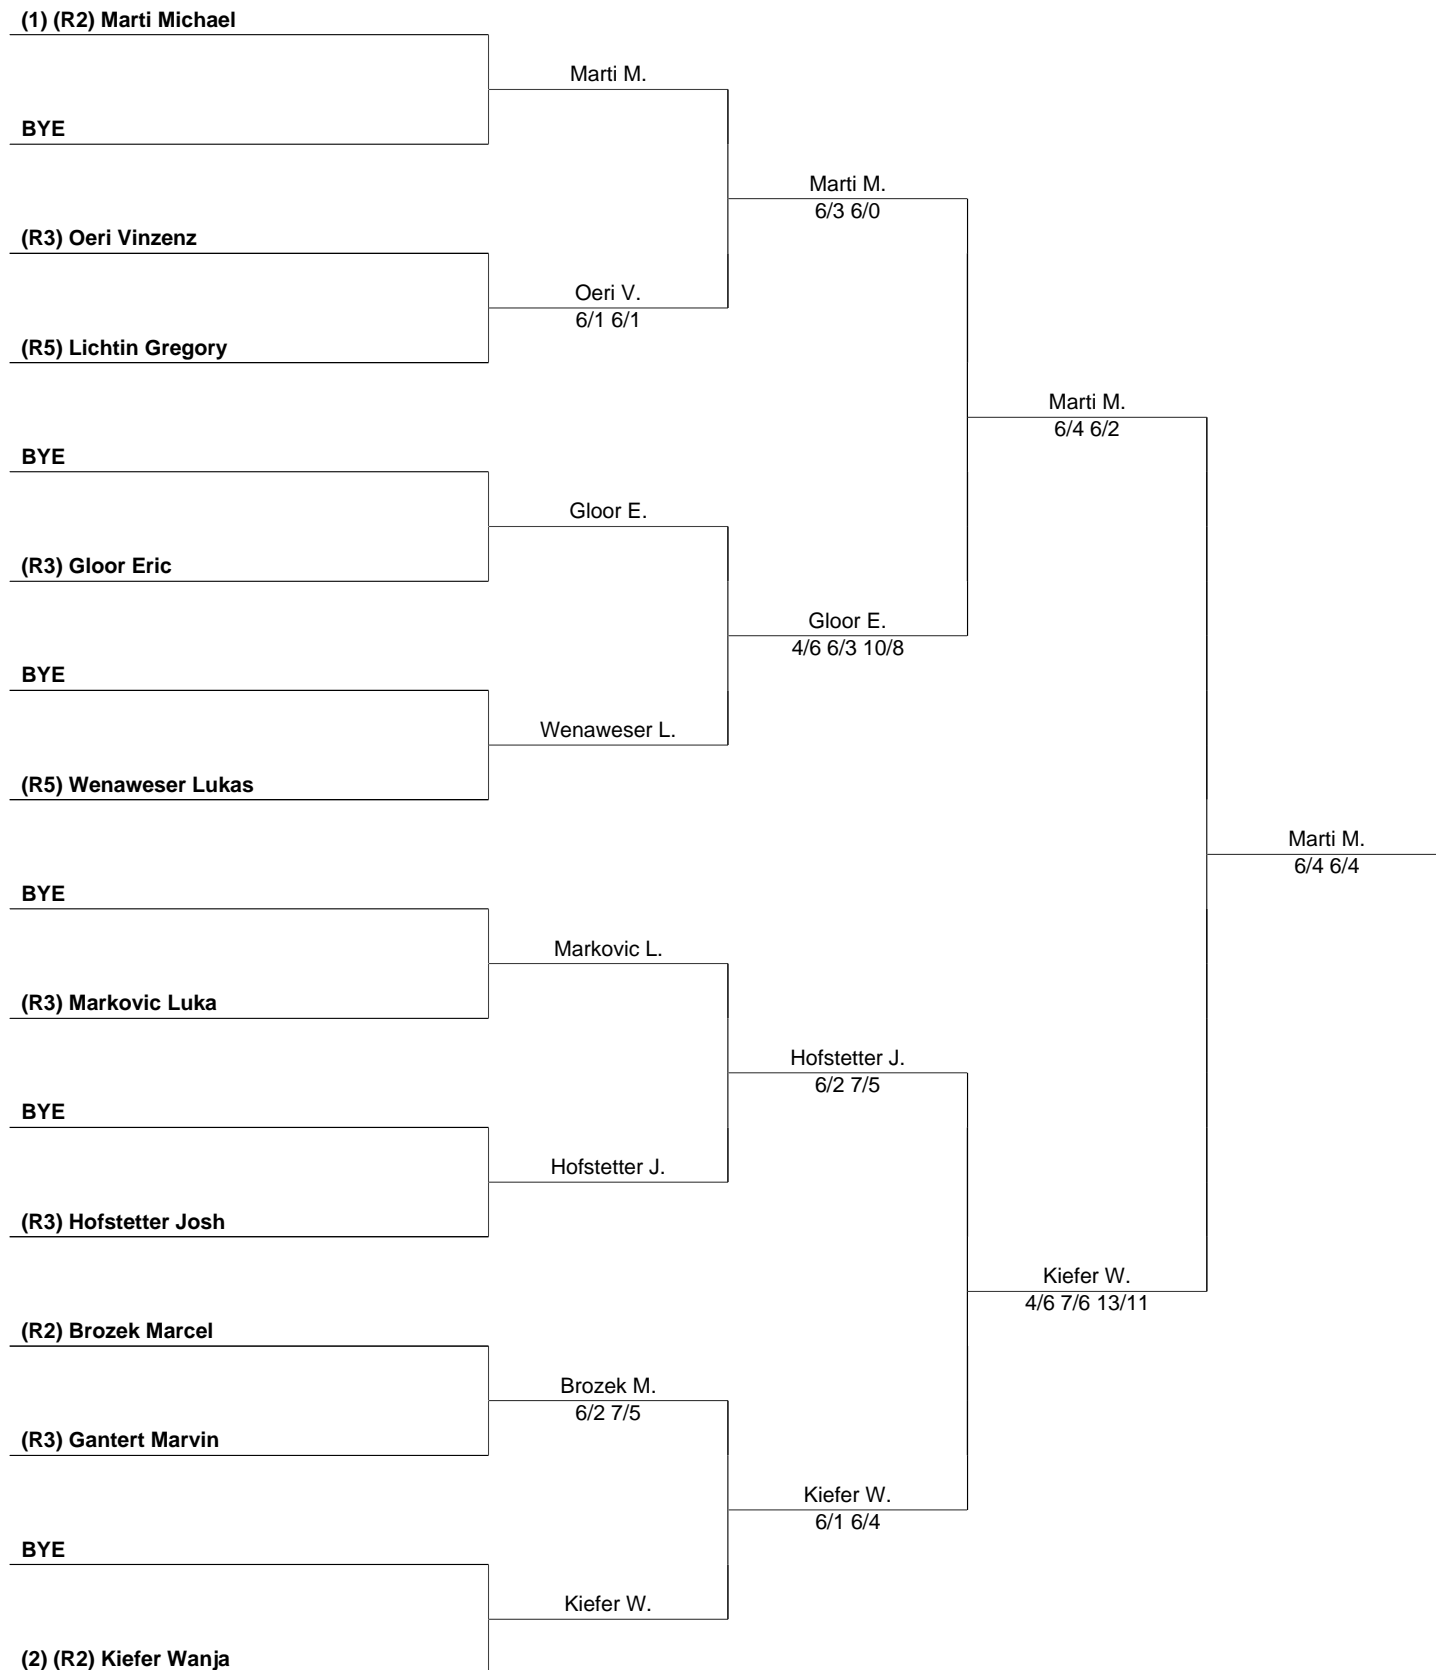 (1) (R2) Marti Michael
Marti M.
BYE
Marti M.
6/3 6/0
(R3) Oeri Vinzenz
Oeri V.
6/1 6/1
(R5) Lichtin Gregory
Marti M.
6/4 6/2
BYE
Gloor E.
(R3) Gloor Eric
Gloor E.
4/6 6/3 10/8
BYE
Wenaweser L.
(R5) Wenaweser Lukas
Marti M.
6/4 6/4
BYE
Markovic L.
(R3) Markovic Luka
Hofstetter J.
6/2 7/5
BYE
Hofstetter J.
(R3) Hofstetter Josh
Kiefer W.
4/6 7/6 13/11
(R2) Brozek Marcel
Brozek M.
6/2 7/5
(R3) Gantert Marvin
Kiefer W.
6/1 6/4
BYE
Kiefer W.
(2) (R2) Kiefer Wanja